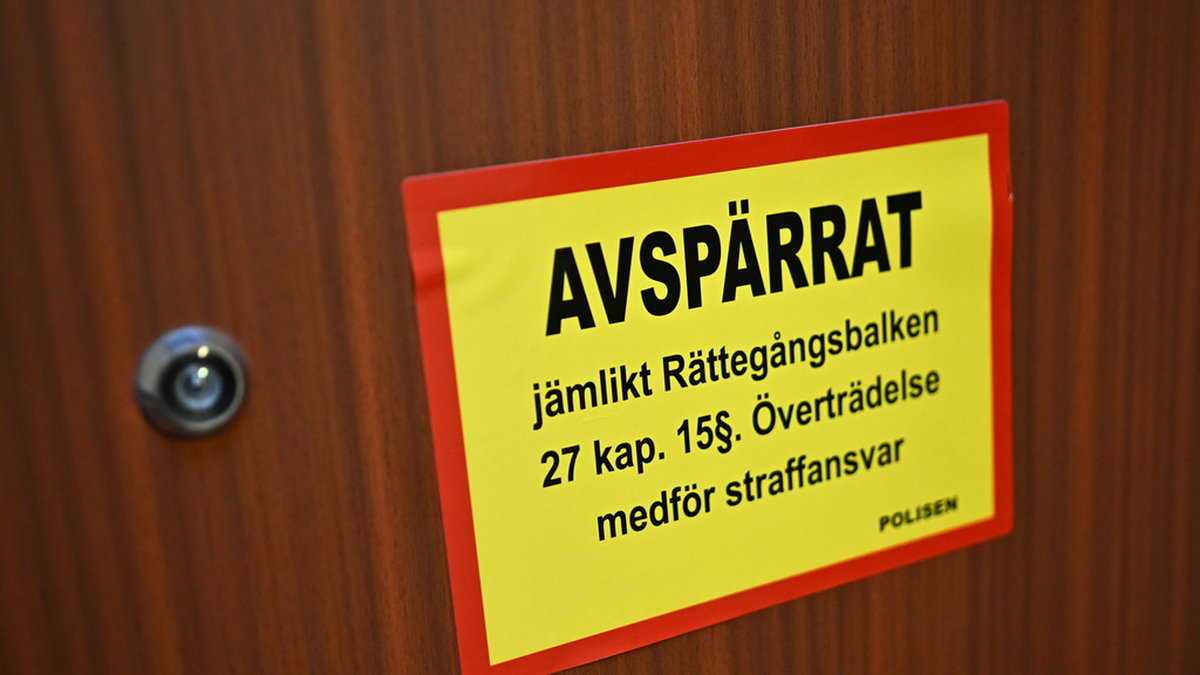 AVSPÄRRAT
jämlikt Rättegångsbalken
27 kap. 15§. Överträdelse
medför straffansvar
POLISEN